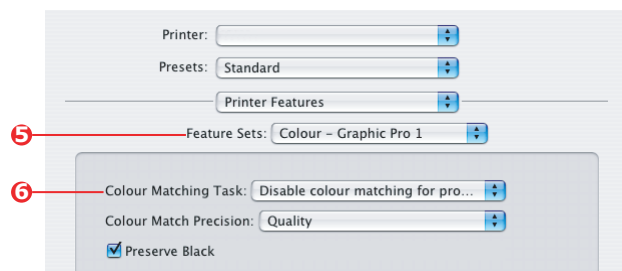 Printer:
Presets: Standard
Printer Features
5 Feature Sets: Colour – Graphic Pro 1
6 Colour Matching Task: Disable colour matching for pro...
Colour Match Precision: Quality
Preserve Black